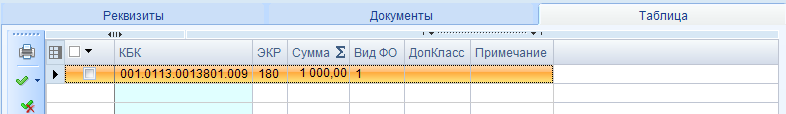 Реквизиты Документы Таблица
КБК ЭКР Сумма Σ Вид ФО ДопКласс Примечание
001.0113.0013801.009 180 1 000,00 1